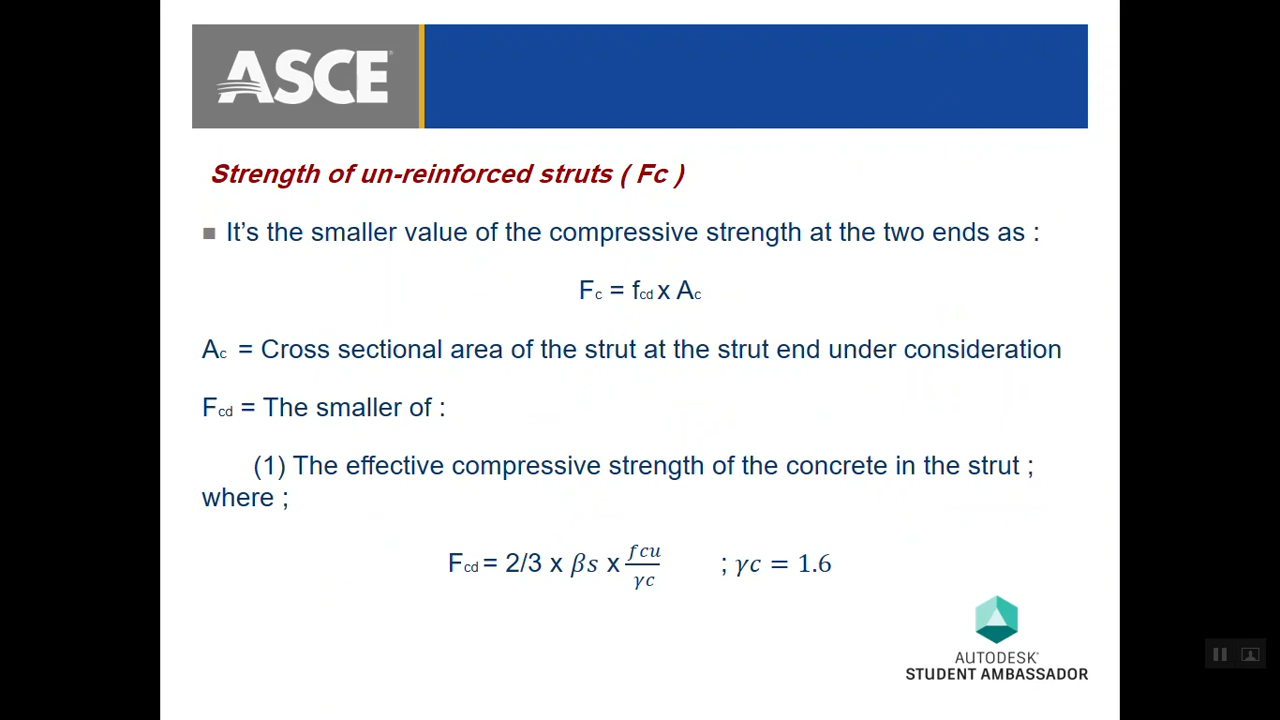 ASCE
Strength of un-reinforced struts ( Fc )
It’s the smaller value of the compressive strength at the two ends as :
Fc = fcd x Ac
Ac = Cross sectional area of the strut at the strut end under consideration
Fcd = The smaller of :
(1) The effective compressive strength of the concrete in the strut ;
where ;
Fcd = 2/3 x βs x fcu/γc ; γc = 1.6
AUTODESK®
STUDENT AMBASSADOR